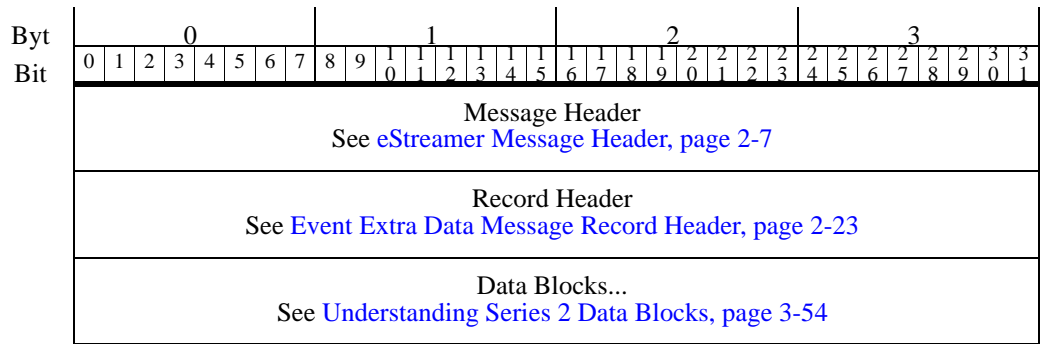 Byt 0 1 2 3
Bit 0 1 2 3 4 5 6 7 8 9 10 11 12 13 14 15 16 17 18 19 20 21 22 23 24 25 26 27 28 29 30 31
Message Header
See eStreamer Message Header, page 2-7
Record Header
See Event Extra Data Message Record Header, page 2-23
Data Blocks...
See Understanding Series 2 Data Blocks, page 3-54